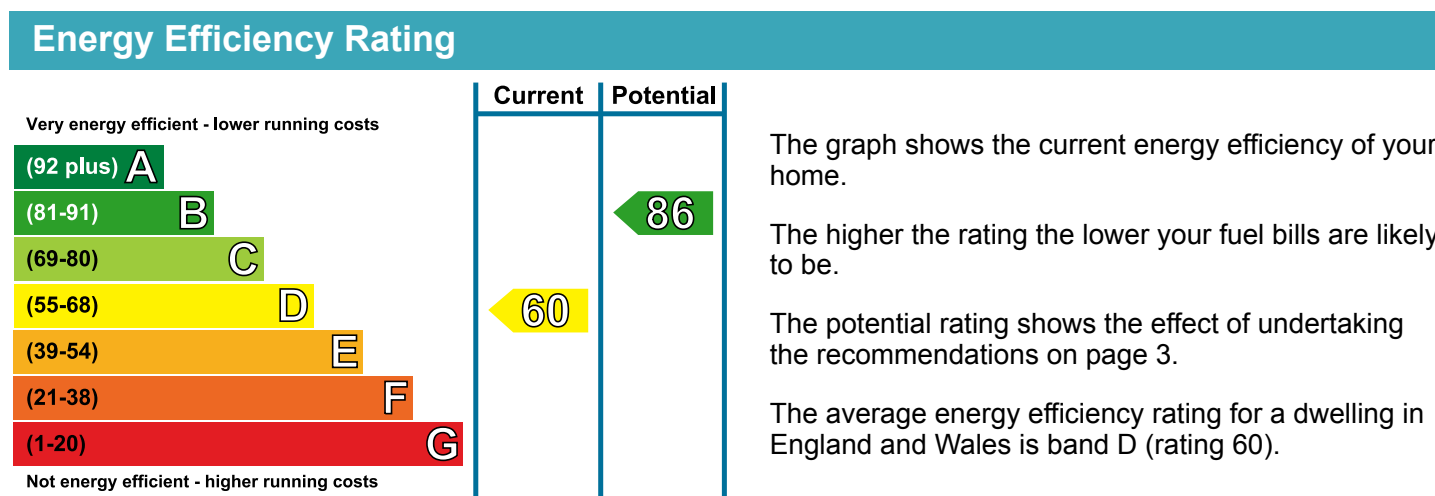 Energy Efficiency Rating
Current Potential
Very energy efficient - lower running costs
(92 plus) A
(81-91) B
86
(69-80) C
(55-68) D
60
(39-54) E
(21-38) F
(1-20) G
Not energy efficient - higher running costs
The graph shows the current energy efficiency of your
home.
The higher the rating the lower your fuel bills are likely
to be.
The potential rating shows the effect of undertaking
the recommendations on page 3.
The average energy efficiency rating for a dwelling in
England and Wales is band D (rating 60).